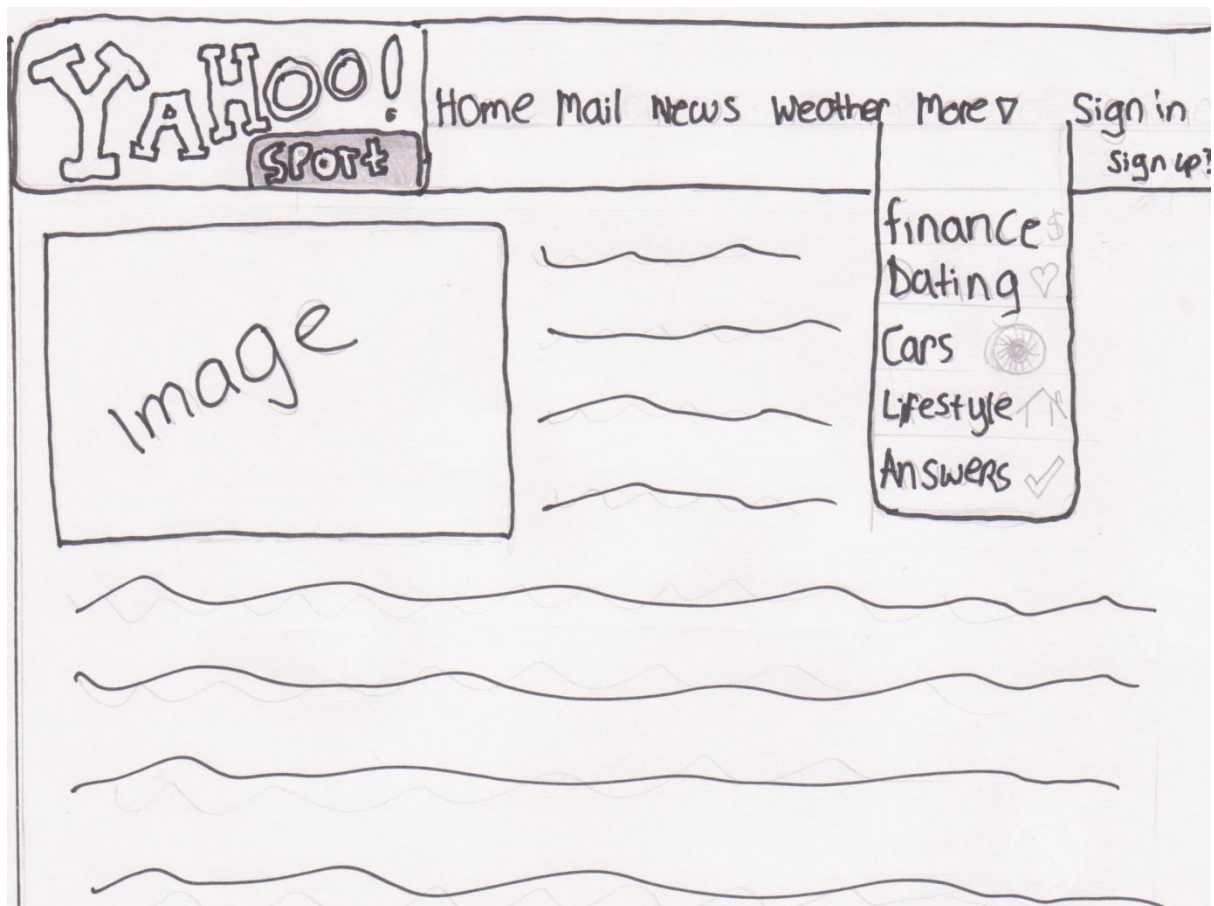 YAHOO!
SPORt
Home Mail News Weather More ▽ Sign in
Sign up?
finance $
Dating
Cars
Lifestyle
Answers
Image